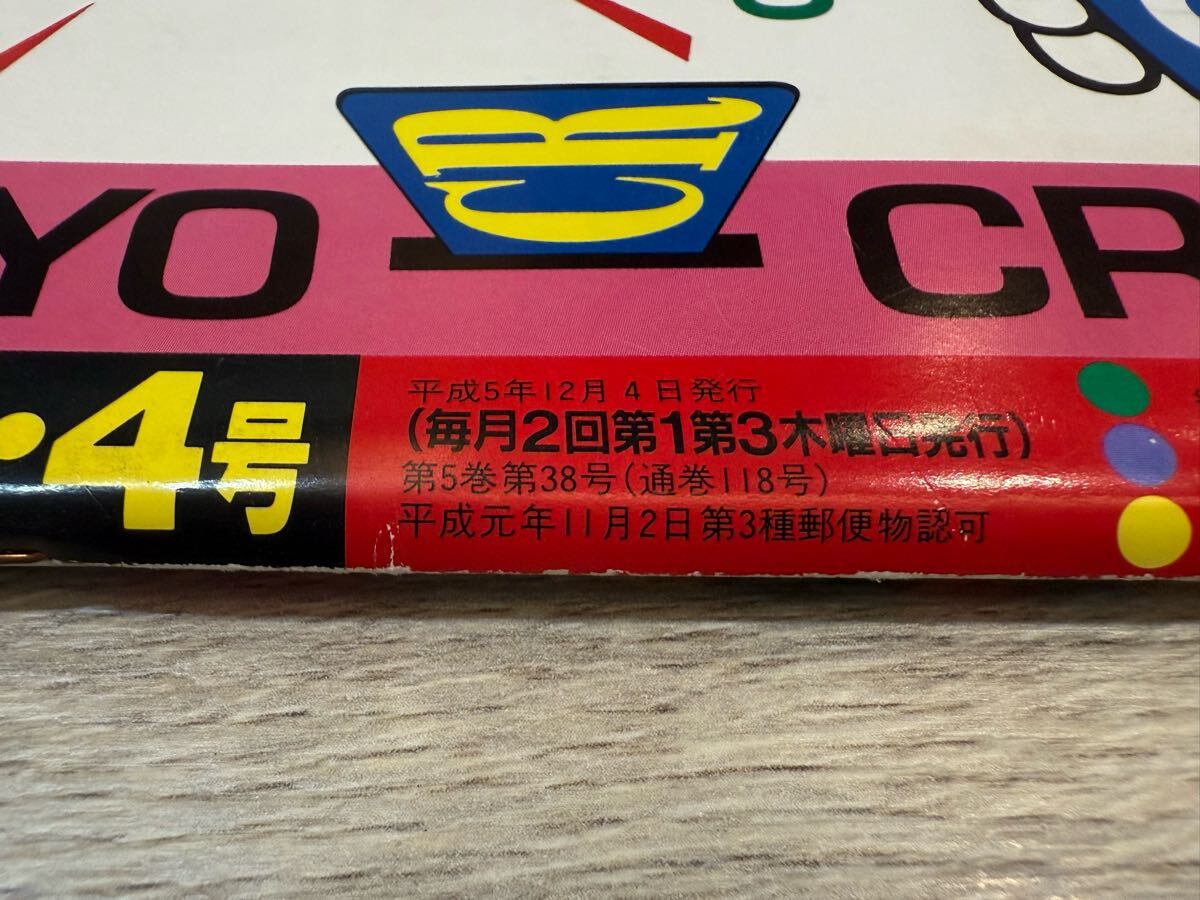 YO
CR
・4号
平成5年12月4日発行
(毎月2回第1第3木曜日発行)
第5巻第38号(通巻118号)
平成元年11月2日第3種郵便物認可